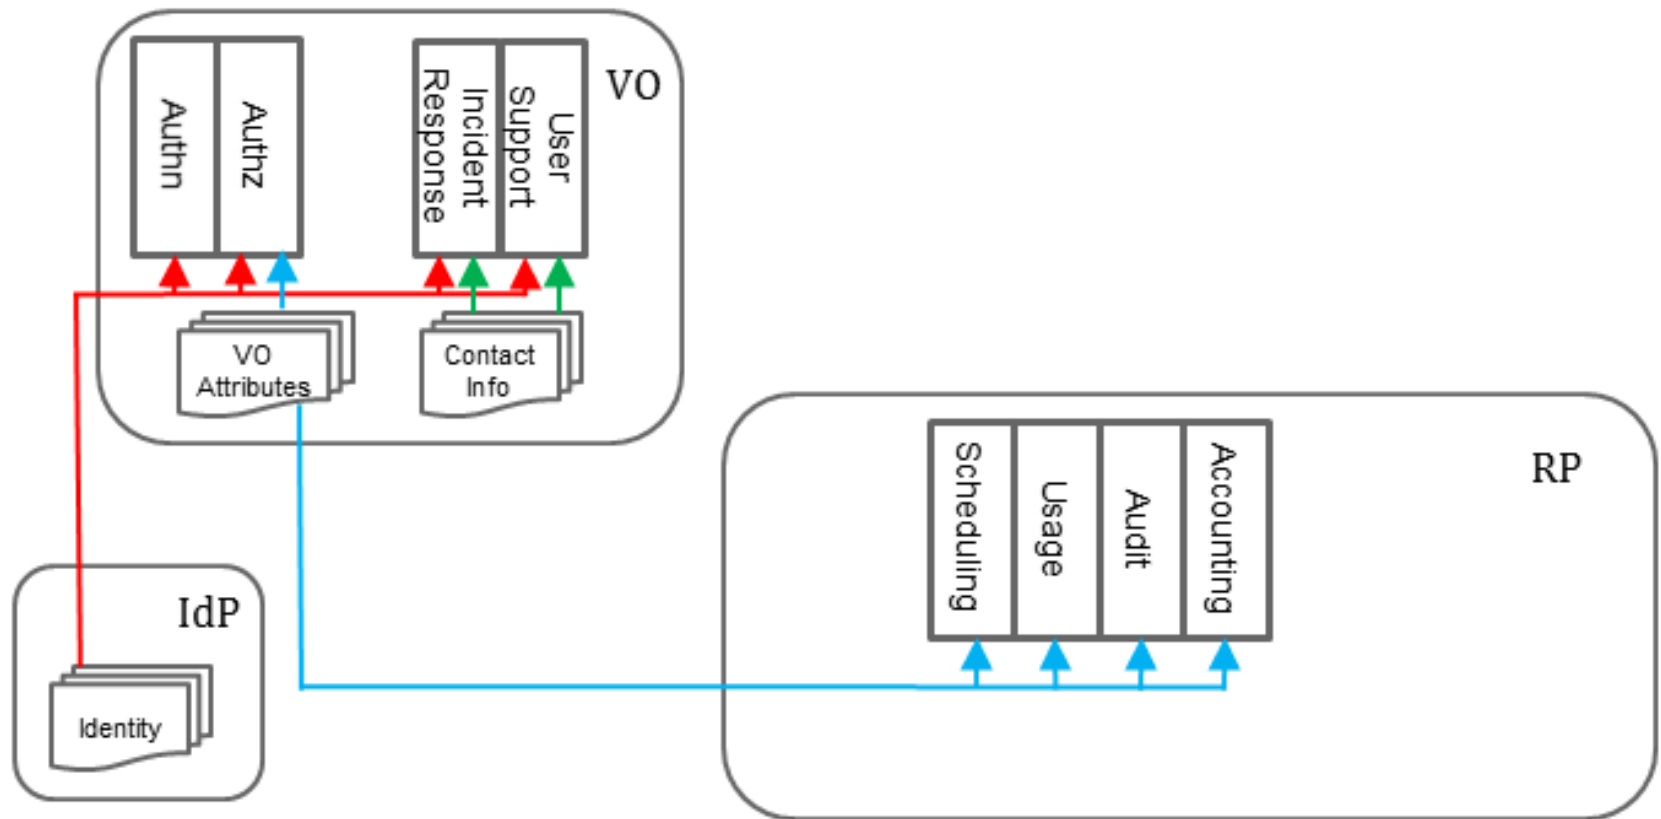 VO
Authn
Authz
Incident
Response
User
Support
VO
Attributes
Contact
Info
IdP
Identity
RP
Scheduling
Usage
Audit
Accounting